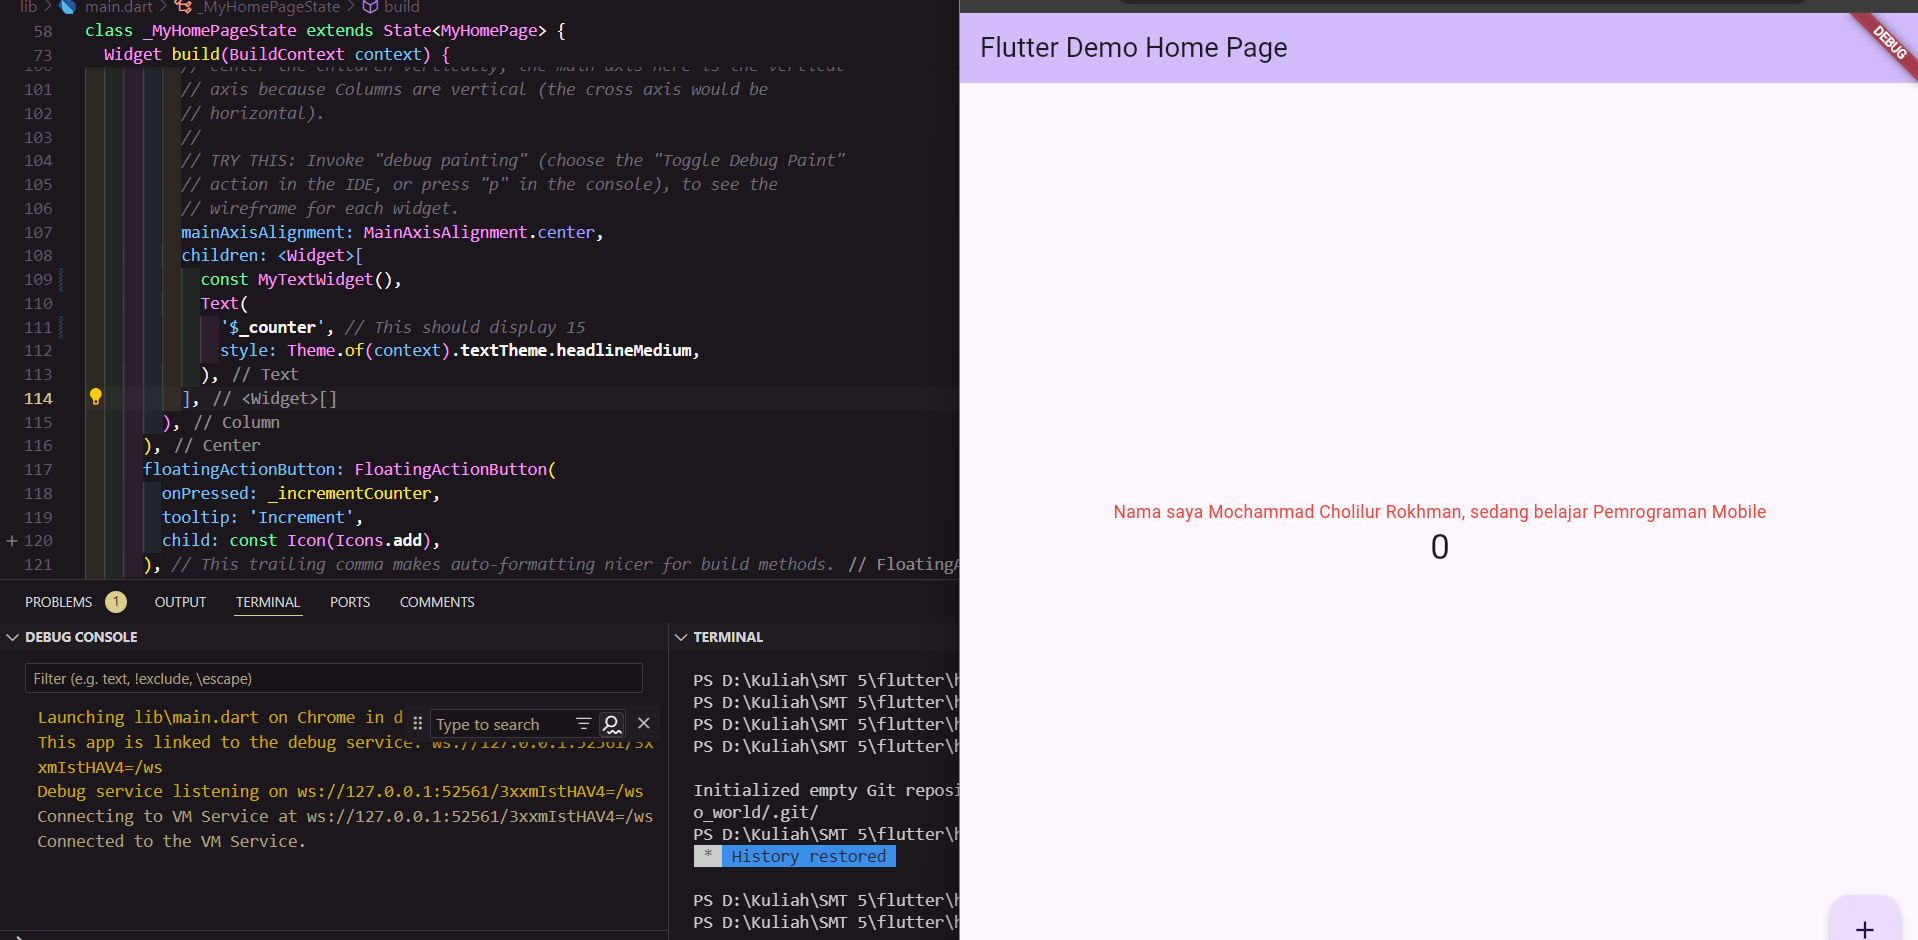 lib > main.dart > _MyHomePageState > build
58 class _MyHomePageState extends State<MyHomePage> {
73 Widget build(BuildContext context) {
100 // Center the children vertically; the main axis here is the vertical
101 // axis because Columns are vertical (the cross axis would be
102 // horizontal).
103 //
104 // TRY THIS: Invoke "debug painting" (choose the "Toggle Debug Paint"
105 // action in the IDE, or press "p" in the console), to see the
106 // wireframe for each widget.
107 mainAxisAlignment: MainAxisAlignment.center,
108 children: <Widget>[
109 const MyTextWidget(),
110 Text(
111 '$_counter', // This should display 15
112 style: Theme.of(context).textTheme.headlineMedium,
113 ), // Text
114 ], // <Widget>[]
115 ), // Column
116 ), // Center
117 floatingActionButton: FloatingActionButton(
118 onPressed: _incrementCounter,
119 tooltip: 'Increment',
120 child: const Icon(Icons.add),
121 ), // This trailing comma makes auto-formatting nicer for build methods. // FloatingA
PROBLEMS 1 OUTPUT TERMINAL PORTS COMMENTS
DEBUG CONSOLE
Filter (e.g. text, !exclude, \escape)
Launching lib\main.dart on Chrome in d
Type to search
This app is linked to the debug service: ws://127.0.0.1:52561/3x
xmIstHAV4=/ws
Debug service listening on ws://127.0.0.1:52561/3xxmIstHAV4=/ws
Connecting to VM Service at ws://127.0.0.1:52561/3xxmIstHAV4=/ws
Connected to the VM Service.
TERMINAL
PS D:\Kuliah\SMT 5\flutter\h
PS D:\Kuliah\SMT 5\flutter\h
PS D:\Kuliah\SMT 5\flutter\h
PS D:\Kuliah\SMT 5\flutter\h
Initialized empty Git reposi
o_world/.git/
PS D:\Kuliah\SMT 5\flutter\h
* History restored
PS D:\Kuliah\SMT 5\flutter\h
PS D:\Kuliah\SMT 5\flutter\h
Flutter Demo Home Page
DEBUG
Nama saya Mochammad Cholilur Rokhman, sedang belajar Pemrograman Mobile
0
+